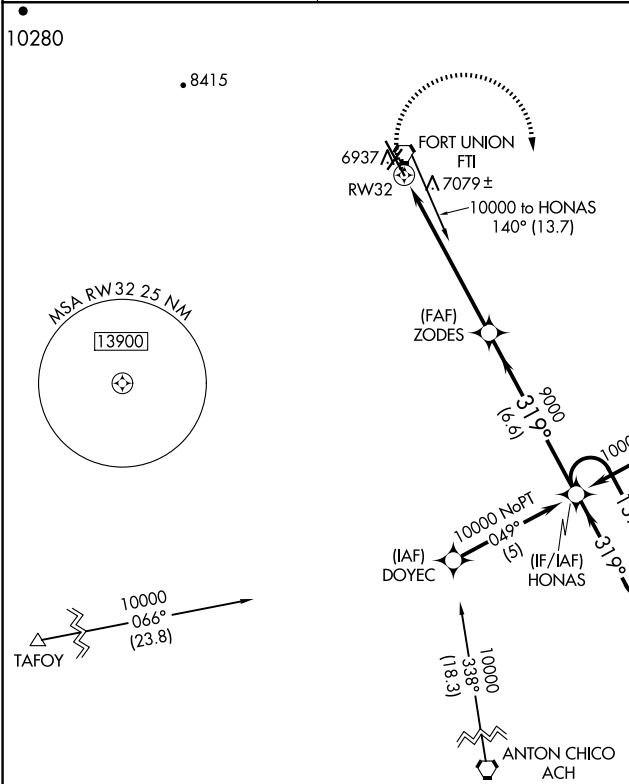 10280
8415
6937
FORT UNION
FTI
RW32
7079 ±
10000 to HONAS
140° (13.7)
MSA RW32 25 NM
13900
(FAF)
ZODES
9000
319°
(6.6)
1000
10000 NoPT
049°
(5)
(IAF)
DOYEC
(IF/IAF)
HONAS
319°
10000
066°
(23.8)
TAFOY
10000
338°
(18.3)
ANTON CHICO
ACH